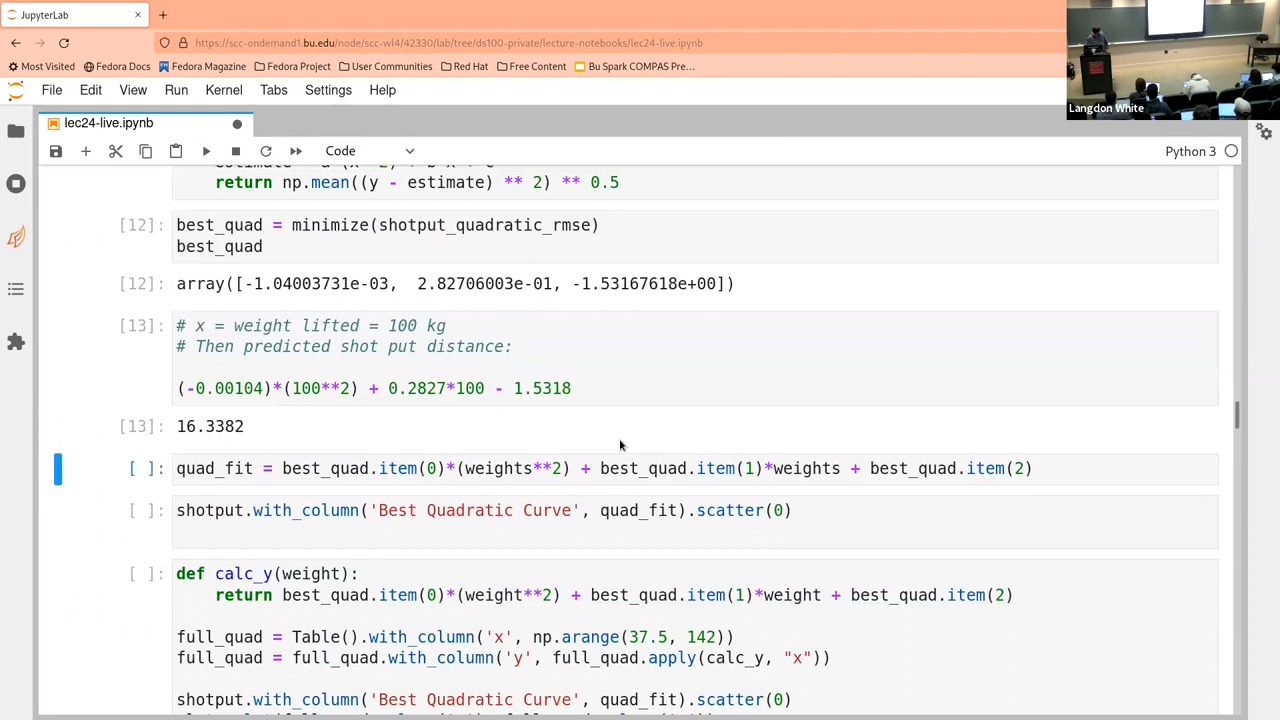 JupyterLab
https://scc-ondemand1.bu.edu/node/scc-wl4/42330/lab/tree/ds100-private/lecture-notebooks/lec24-live.ipynb
Most Visited Fedora Docs Fedora Magazine Fedora Project User Communities Red Hat Free Content Bu Spark COMPAS Pre…
Langdon White
File Edit View Run Kernel Tabs Settings Help
lec24-live.ipynb
Code Python 3
return np.mean((y - estimate) ** 2) ** 0.5
[12]: best_quad = minimize(shotput_quadratic_rmse)
best_quad
[12]: array([-1.04003731e-03, 2.82706003e-01, -1.53167618e+00])
[13]: # x = weight lifted = 100 kg
# Then predicted shot put distance:
(-0.00104)*(100**2) + 0.2827*100 - 1.5318
[13]: 16.3382
[ ]: quad_fit = best_quad.item(0)*(weights**2) + best_quad.item(1)*weights + best_quad.item(2)
[ ]: shotput.with_column('Best Quadratic Curve', quad_fit).scatter(0)
[ ]: def calc_y(weight):
return best_quad.item(0)*(weight**2) + best_quad.item(1)*weight + best_quad.item(2)
full_quad = Table().with_column('x', np.arange(37.5, 142))
full_quad = full_quad.with_column('y', full_quad.apply(calc_y, "x"))
shotput.with_column('Best Quadratic Curve', quad_fit).scatter(0)